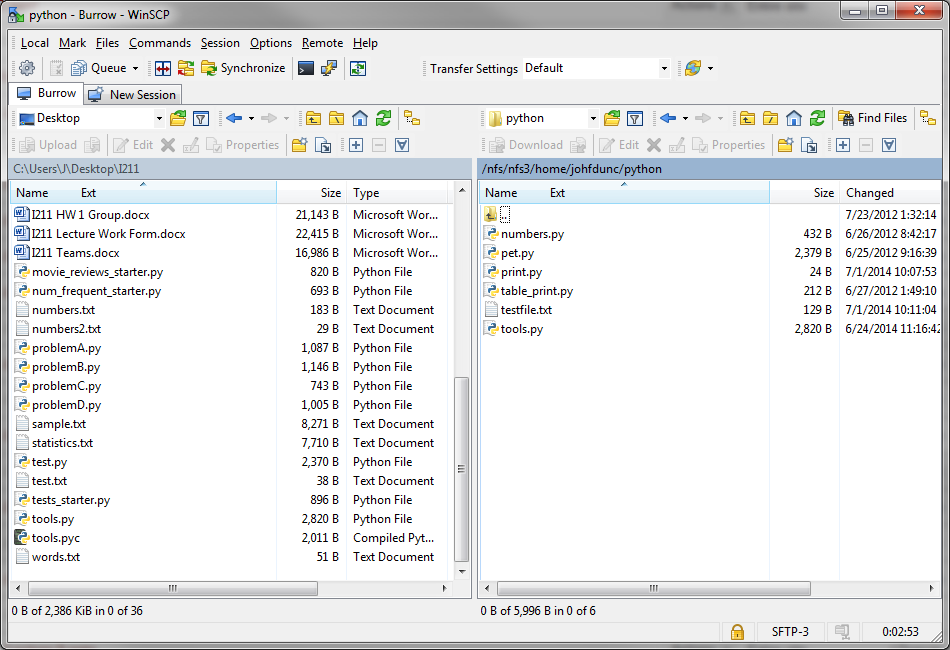 python - Burrow - WinSCP
Local Mark Files Commands Session Options Remote Help
Queue Synchronize Transfer Settings Default
Burrow New Session
Desktop python Find Files
Upload Edit Properties Download Edit Properties
C:\Users\J\Desktop\I211 /nfs/nfs3/home/johfdunc/python
Name Ext Size Type Name Ext Size Changed
I211 HW 1 Group.docx 21,143 B Microsoft Wor... .. 7/23/2012 1:32:14
I211 Lecture Work Form.docx 22,415 B Microsoft Wor... numbers.py 432 B 6/26/2012 8:42:17
I211 Teams.docx 16,986 B Microsoft Wor... pet.py 2,379 B 6/25/2012 9:16:39
movie_reviews_starter.py 820 B Python File print.py 24 B 7/1/2014 10:07:53
num_frequent_starter.py 693 B Python File table_print.py 212 B 6/27/2012 1:49:10
numbers.txt 183 B Text Document testfile.txt 129 B 7/1/2014 10:11:04
numbers2.txt 29 B Text Document tools.py 2,820 B 6/24/2014 11:16:42
problemA.py 1,087 B Python File
problemB.py 1,146 B Python File
problemC.py 743 B Python File
problemD.py 1,005 B Python File
sample.txt 8,271 B Text Document
statistics.txt 7,710 B Text Document
test.py 2,370 B Python File
test.txt 38 B Text Document
tests_starter.py 896 B Python File
tools.py 2,820 B Python File
tools.pyc 2,011 B Compiled Pyt...
words.txt 51 B Text Document
0 B of 2,386 KiB in 0 of 36 0 B of 5,996 B in 0 of 6
SFTP-3 0:02:53